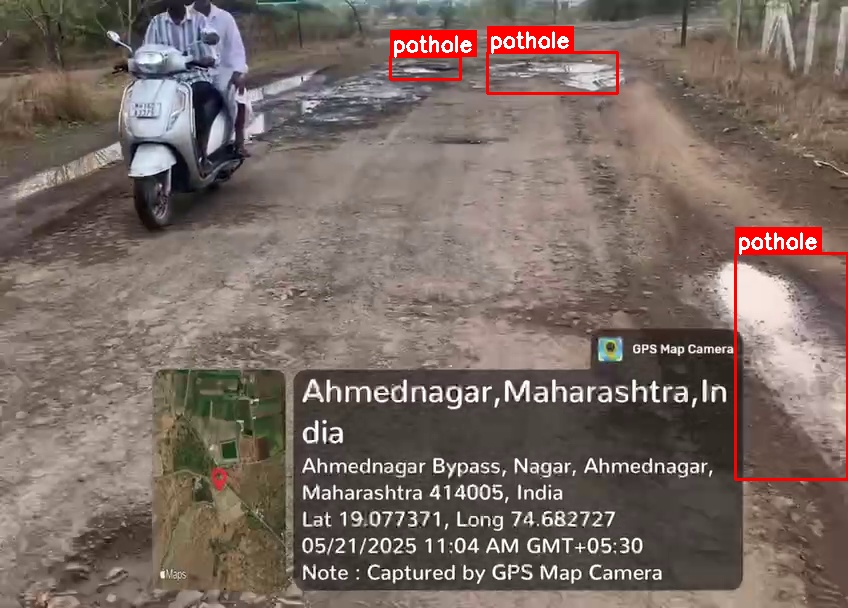 pothole
pothole
pothole
GPS Map Camera
Ahmednagar,Maharashtra,In
dia
Ahmednagar Bypass, Nagar, Ahmednagar,
Maharashtra 414005, India
Lat 19.077371, Long 74.682727
05/21/2025 11:04 AM GMT+05:30
Note : Captured by GPS Map Camera
Maps